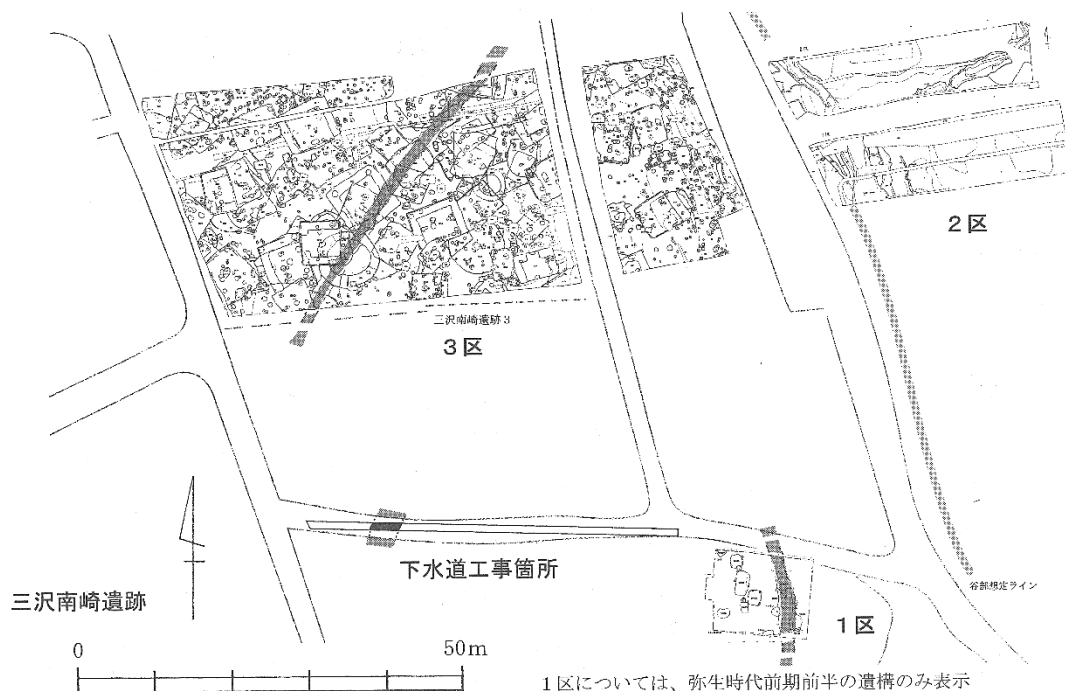 2区
三沢南崎遺跡3
3区
下水道工事箇所
谷部想定ライン
三沢南崎遺跡
1区
0
50m
1区については、弥生時代前期前半の遺構のみ表示